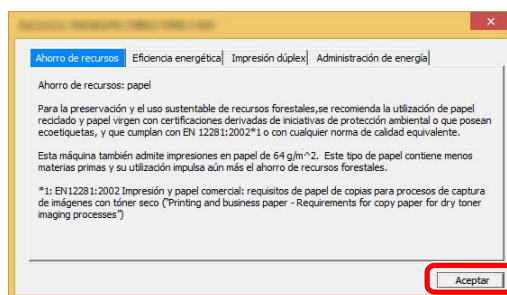 Ahorro de recursos Eficiencia energética Impresión dúplex Administración de energía
Ahorro de recursos: papel
Para la preservación y el uso sustentable de recursos forestales,se recomienda la utilización de papel
reciclado y papel virgen con certificaciones derivadas de iniciativas de protección ambiental o que posean
ecoetiquetas, y que cumplan con EN 12281:2002*1 o con cualquier norma de calidad equivalente.
Esta máquina también admite impresiones en papel de 64 g/m^2. Este tipo de papel contiene menos
materias primas y su utilización impulsa aún más el ahorro de recursos forestales.
*1: EN12281:2002 Impresión y papel comercial: requisitos de papel de copias para procesos de captura
de imágenes con tóner seco ("Printing and business paper - Requirements for copy paper for dry toner
imaging processes")
Aceptar